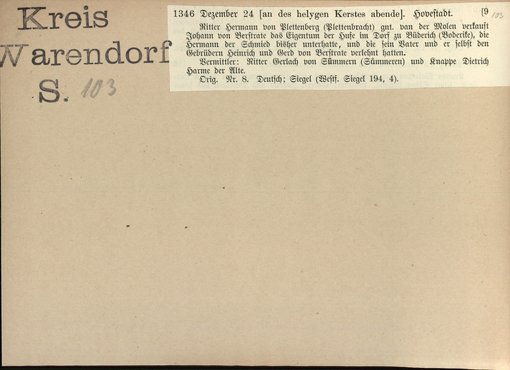 Kreis
Warendorf
S. 103
1346 Dezember 24 [an des helygen Kerstes abende]. Hovestadt. [9
103
Ritter Hermann von Plettenberg (Plettenbracht) gnt. van der Molen verkauft
Johann von Berstrate das Eigentum der Hufe im Dorf zu Büderich (Boderike), die
Hermann der Schmied bisher unterhatte, und die sein Vater und er selbst den
Gebrüdern Heinrich und Gerd von Berstrate verlehnt hatten.
Vermittler: Ritter Gerlach von Sümmern (Sümmeren) und Knappe Dietrich
Harme der Alte.
Orig. Nr. 8. Deutsch; Siegel (Westf. Siegel 194, 4).